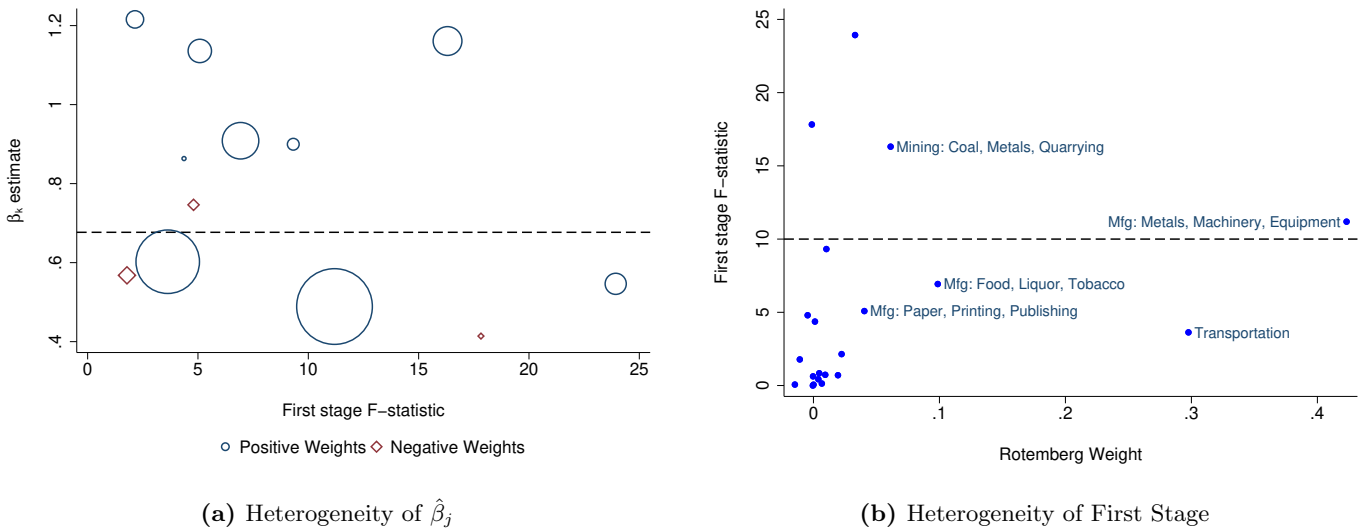 1.2
1
.8
.6
.4
βk estimate
0 5 10 15 20 25
First stage F−statistic
Positive Weights Negative Weights
(a) Heterogeneity of β̂j
25
20
15
10
5
0
First stage F−statistic
Mining: Coal, Metals, Quarrying
Mfg: Metals, Machinery, Equipment
Mfg: Food, Liquor, Tobacco
Mfg: Paper, Printing, Publishing
Transportation
0 .1 .2 .3 .4
Rotemberg Weight
(b) Heterogeneity of First Stage